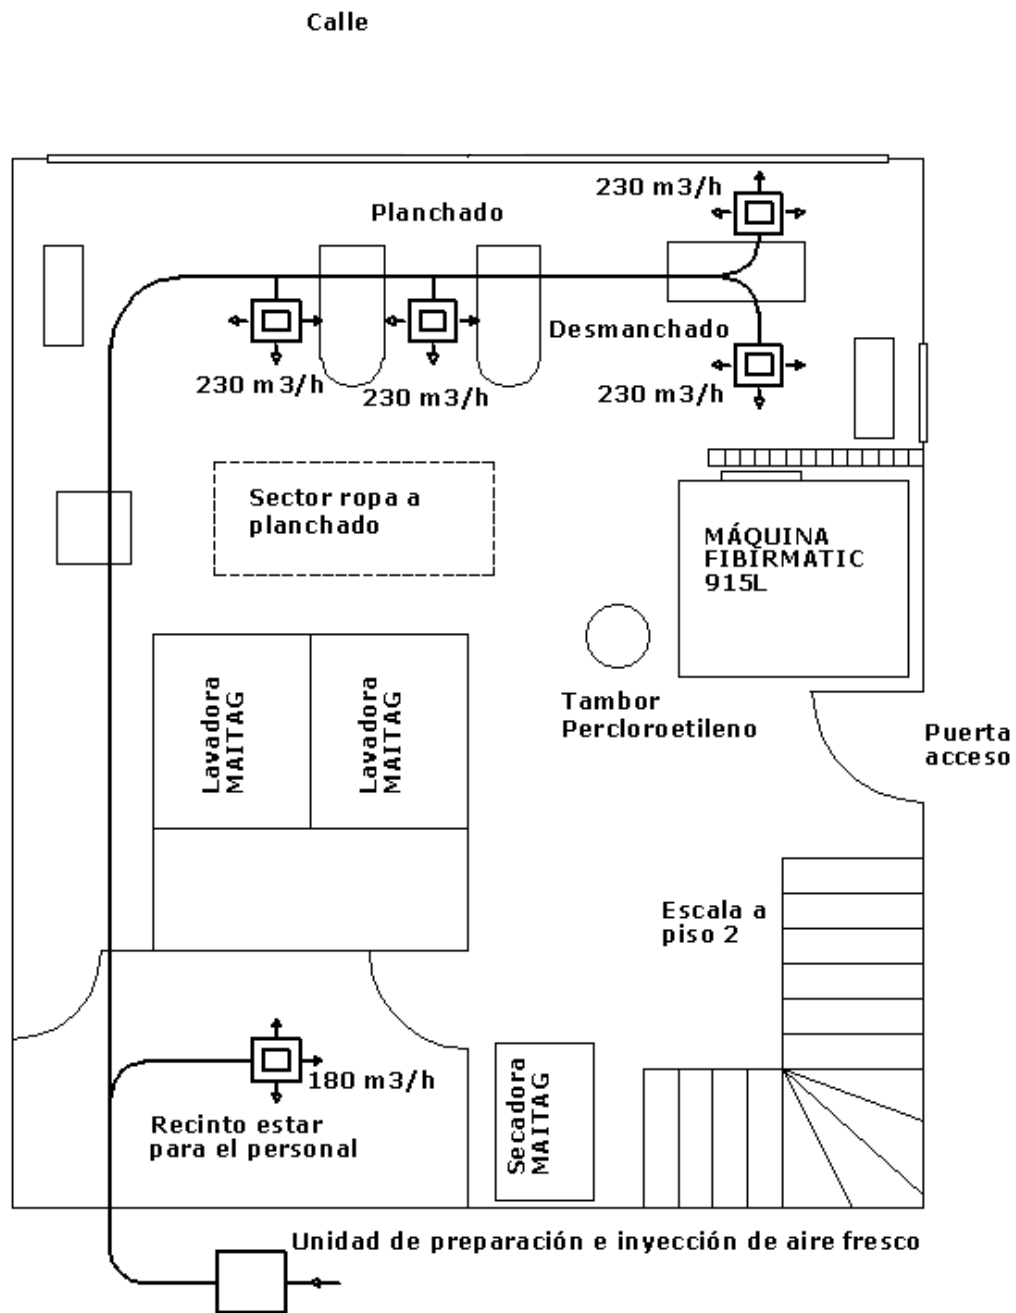 Calle
230 m3/h
Planchado
Desmanchado
230 m3/h
230 m3/h
230 m3/h
Sector ropa a
planchado
MÁQUINA
FIBIRMATIC
915L
Lavadora
MAITAG
Lavadora
MAITAG
Tambor
Percloroetileno
Puerta
acceso
Escala a
piso 2
180 m3/h
Recinto estar
para el personal
Secadora
MAITAG
Unidad de preparación e inyección de aire fresco